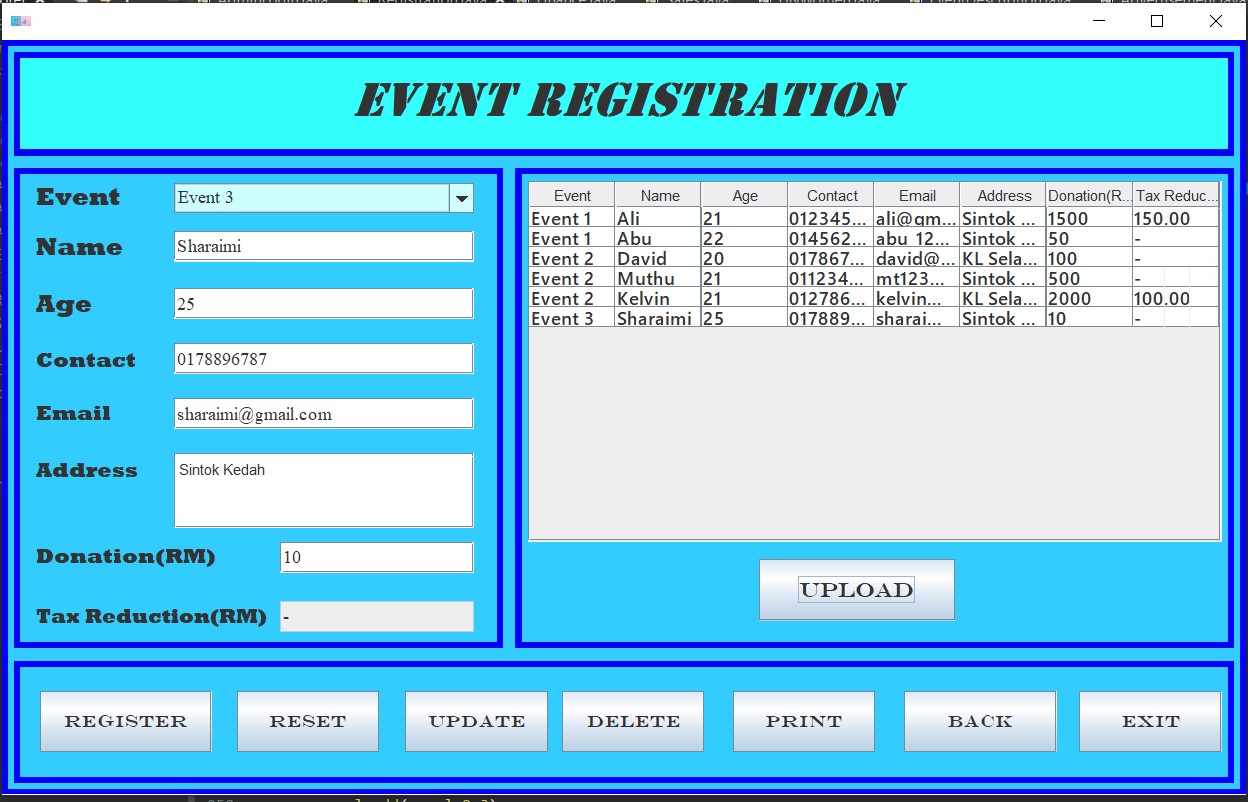 EVENT REGISTRATION
Event Event 3
Name Sharaimi
Age 25
Contact 0178896787
Email sharaimi@gmail.com
Address Sintok Kedah
Donation(RM) 10
Tax Reduction(RM) -
Event Name Age Contact Email Address Donation(R... Tax Reduc...
Event 1 Ali 21 012345... ali@gm... Sintok ... 1500 150.00
Event 1 Abu 22 014562... abu 12... Sintok ... 50 -
Event 2 David 20 017867... david@... KL Sela... 100 -
Event 2 Muthu 21 011234... mt123... Sintok ... 500 -
Event 2 Kelvin 21 012786... kelvin... KL Sela... 2000 100.00
Event 3 Sharaimi 25 017889... sharai... Sintok ... 10 -
UPLOAD
REGISTER RESET UPDATE DELETE PRINT BACK EXIT